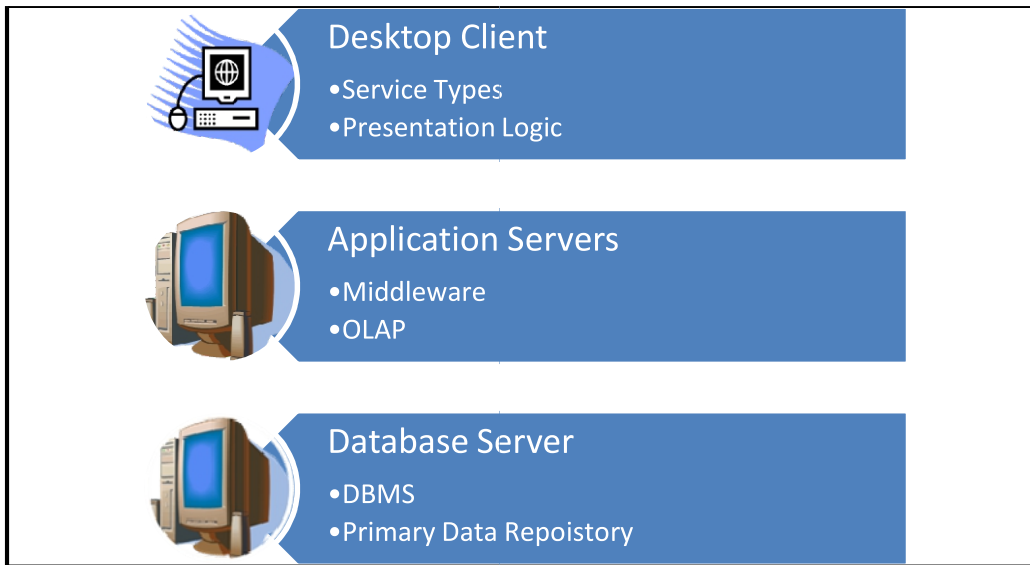 Desktop Client
•Service Types
•Presentation Logic
Application Servers
•Middleware
•OLAP
Database Server
•DBMS
•Primary Data Repoistory